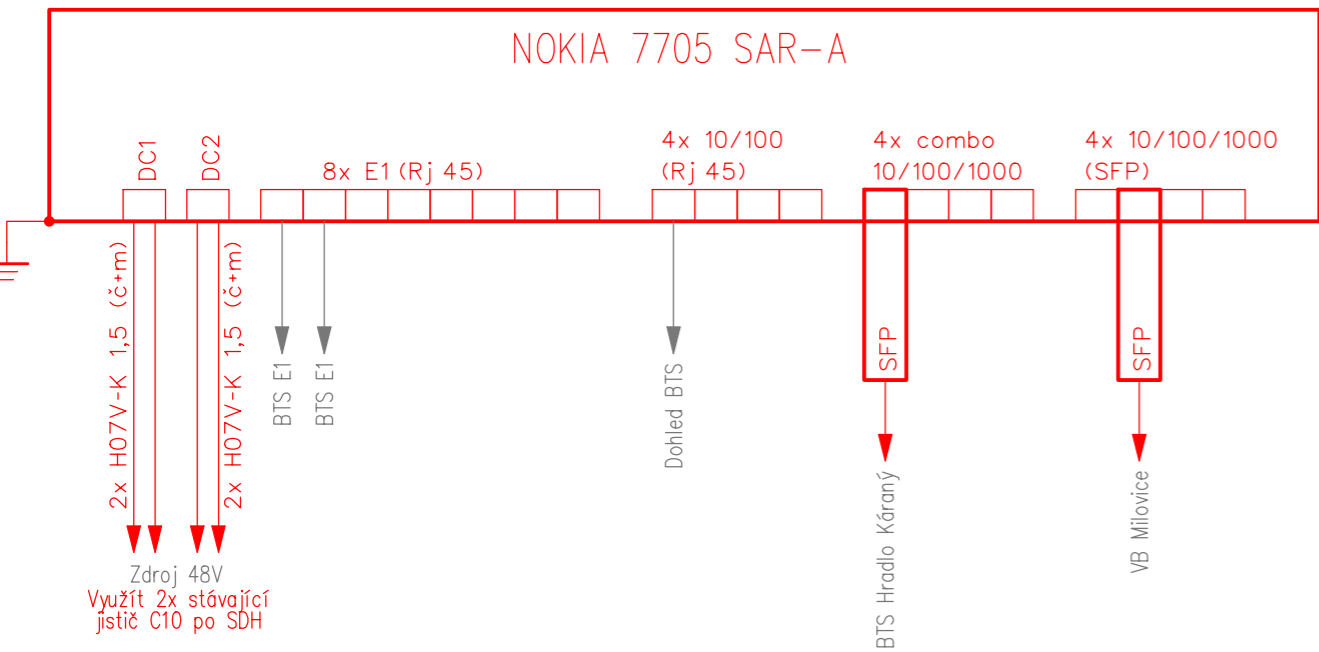 NOKIA 7705 SAR-A
DC1
DC2
8x E1 (Rj 45)
4x 10/100
(Rj 45)
4x combo
10/100/1000
4x 10/100/1000
(SFP)
2x H07V-K 1,5 (č+m)
2x H07V-K 1,5 (č+m)
BTS E1
BTS E1
Dohled BTS
SFP
SFP
BTS Hradlo Káraný
VB Milovice
Zdroj 48V
Využít 2x stávající
jistič C10 po SDH